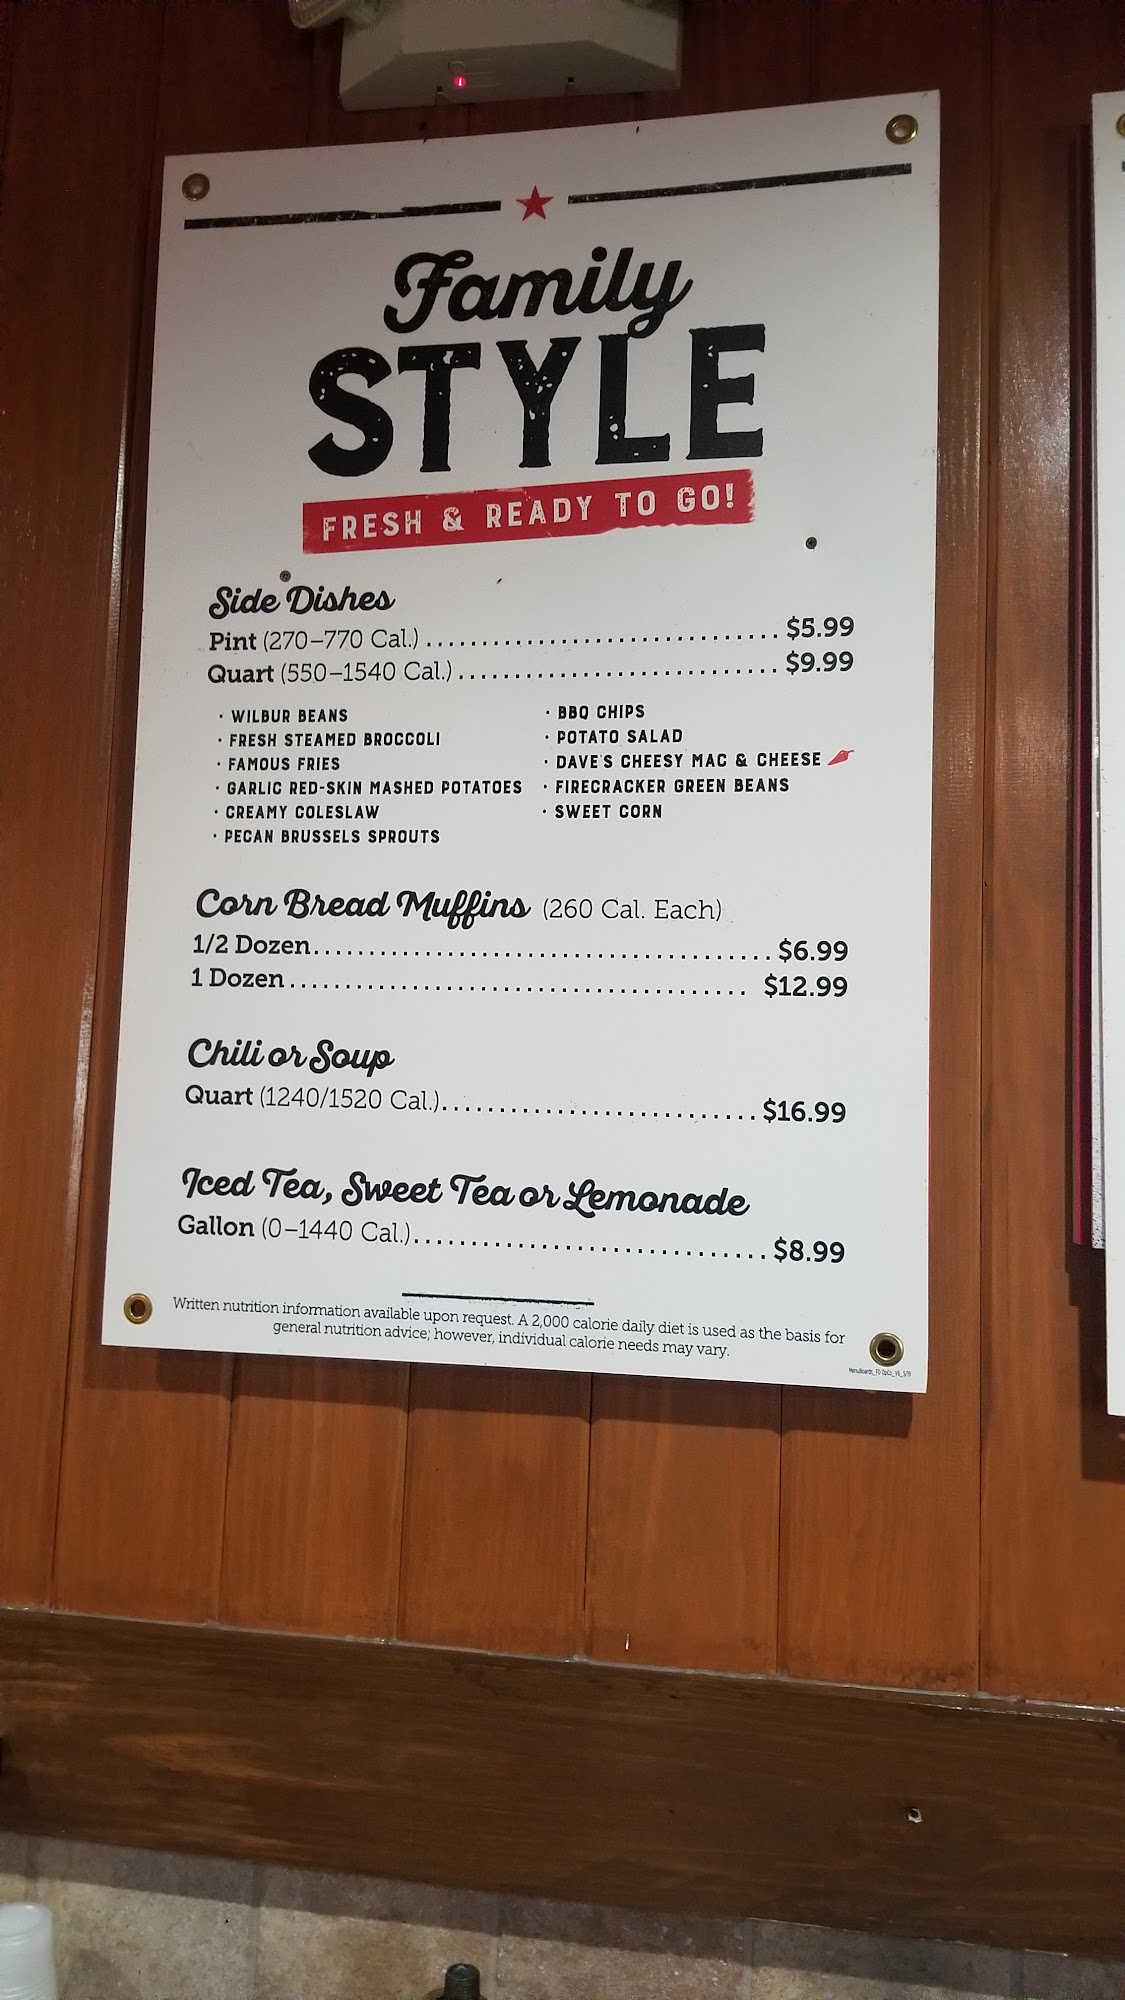 Family
STYLE
FRESH & READY TO GO!
Side Dishes
Pint (270–770 Cal.) ................................ $5.99
Quart (550–1540 Cal.) ............................. $9.99
· WILBUR BEANS
· FRESH STEAMED BROCCOLI
· FAMOUS FRIES
· GARLIC RED-SKIN MASHED POTATOES
· CREAMY COLESLAW
· PECAN BRUSSELS SPROUTS
· BBQ CHIPS
· POTATO SALAD
· DAVE'S CHEESY MAC & CHEESE
· FIRECRACKER GREEN BEANS
· SWEET CORN
Corn Bread Muffins (260 Cal. Each)
1/2 Dozen.......................................... $6.99
1 Dozen.......................................... $12.99
Chili or Soup
Quart (1240/1520 Cal.)............................. $16.99
Iced Tea, Sweet Tea or Lemonade
Gallon (0–1440 Cal.)................................ $8.99
Written nutrition information available upon request. A 2,000 calorie daily diet is used as the basis for
general nutrition advice; however, individual calorie needs may vary.